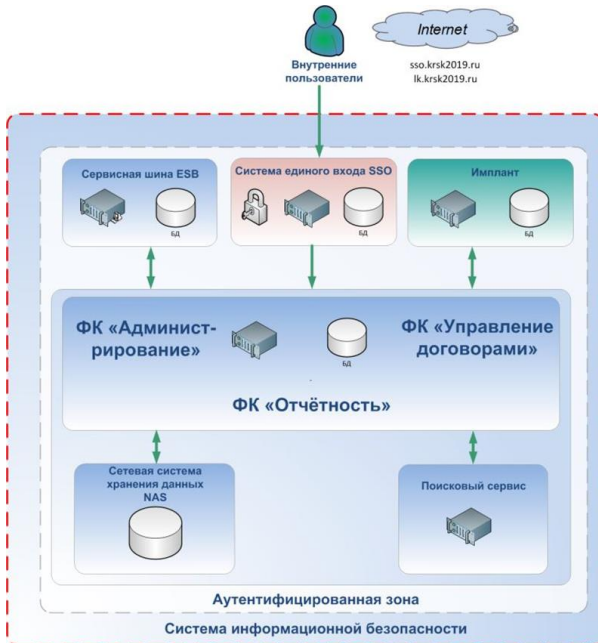 Internet
Внутренние
пользователи
sso.krsk2019.ru
lk.krsk2019.ru
Сервисная шина ESB
Система единого входа SSO
Имплант
БД
БД
БД
ФК «Админист-
рирование»
ФК «Управление
договорами»
БД
ФК «Отчётность»
Сетевая система
хранения данных
NAS
Поисковый сервис
Аутентифицированная зона
Система информационной безопасности